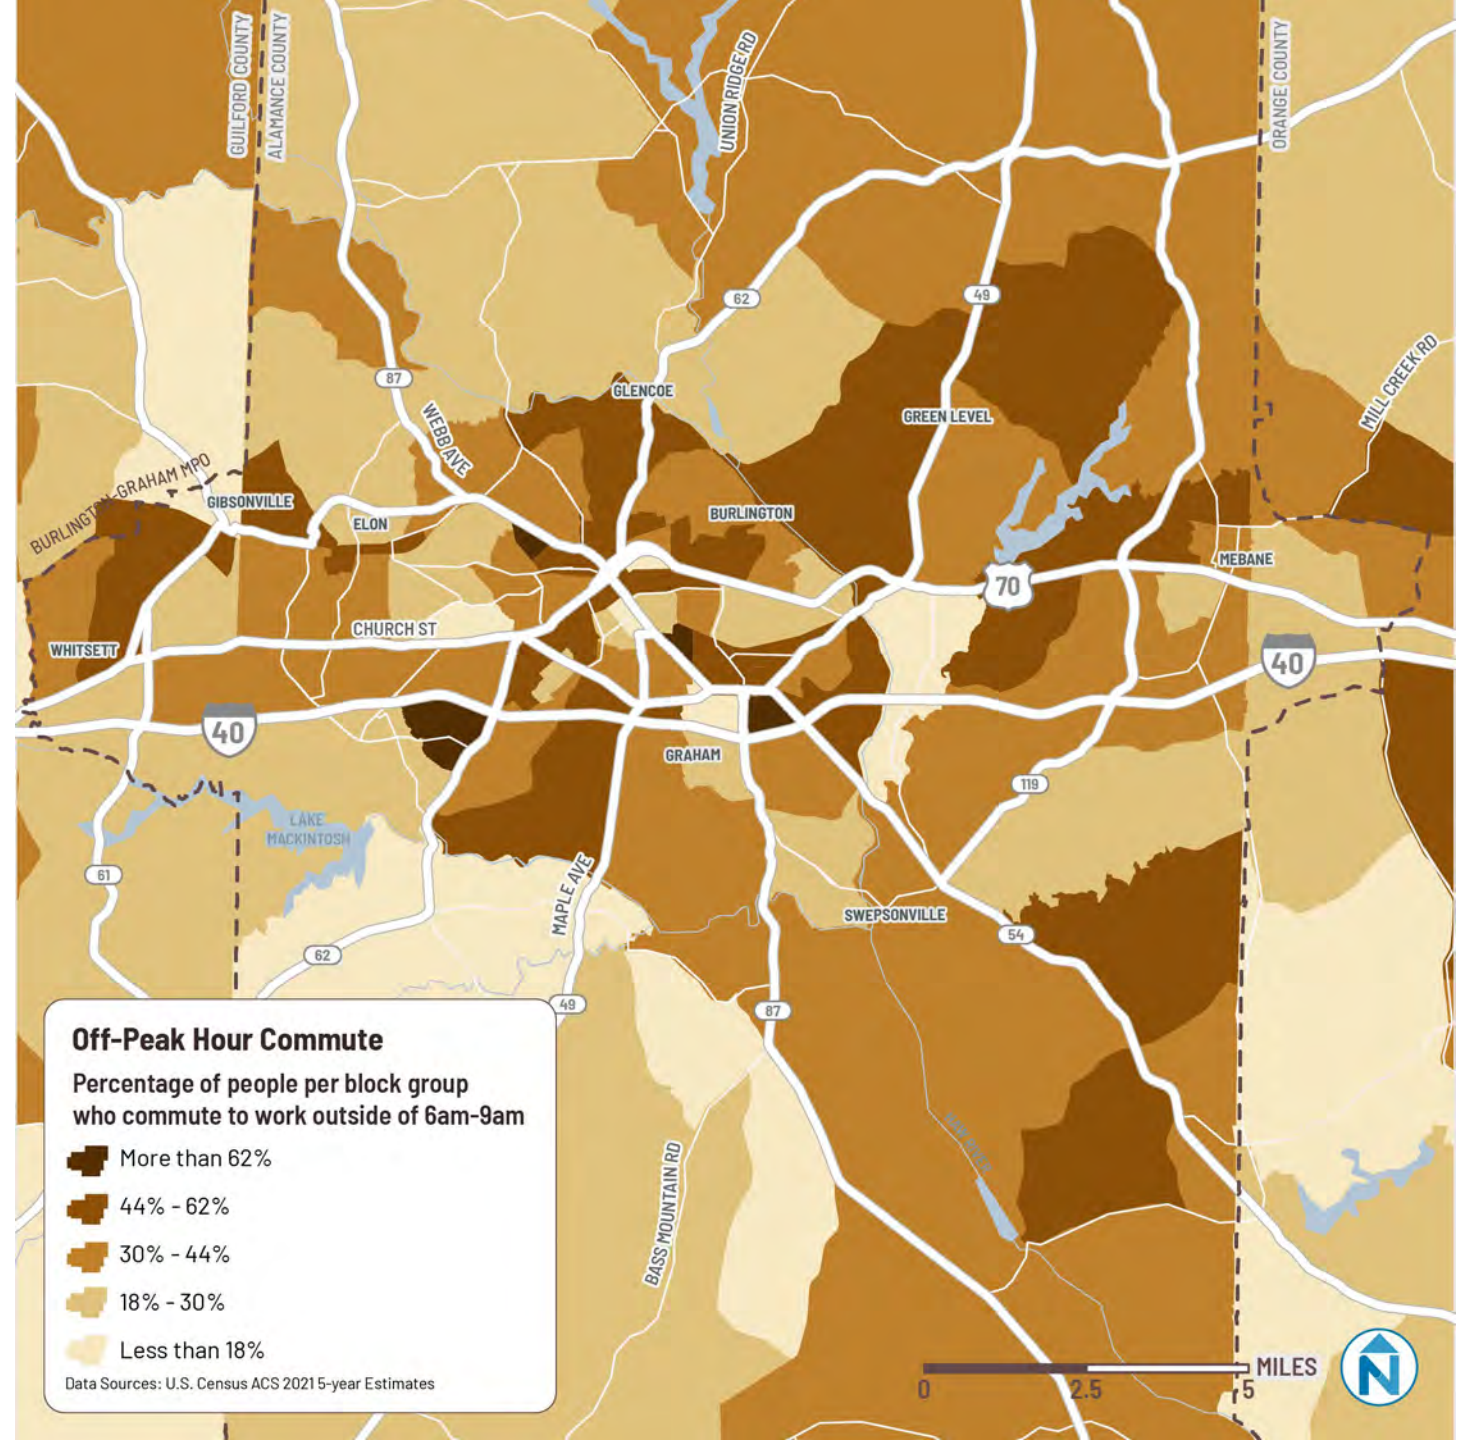 GUILFORD COUNTY
ALAMANCE COUNTY
UNION RIDGE RD
ORANGE COUNTY
62
49
87
GLENCOE
WEBB AVE
GREEN LEVEL
MILL CREEK RD
BURLINGTON-GRAHAM MPO
GIBSONVILLE
ELON
BURLINGTON
MEBANE
70
CHURCH ST
WHITSETT
40
40
GRAHAM
119
LAKE
MACKINTOSH
61
MAPLE AVE
SWEPSONVILLE
54
62
49
87
HAW RIVER
BASS MOUNTAIN RD
Off-Peak Hour Commute
Percentage of people per block group
who commute to work outside of 6am-9am
More than 62%
44% - 62%
30% - 44%
18% - 30%
Less than 18%
Data Sources: U.S. Census ACS 2021 5-year Estimates
MILES
0 2.5 5
N